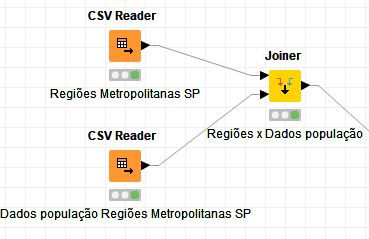 CSV Reader
Regiões Metropolitanas SP
Joiner
Regiões x Dados população
CSV Reader
Dados população Regiões Metropolitanas SP